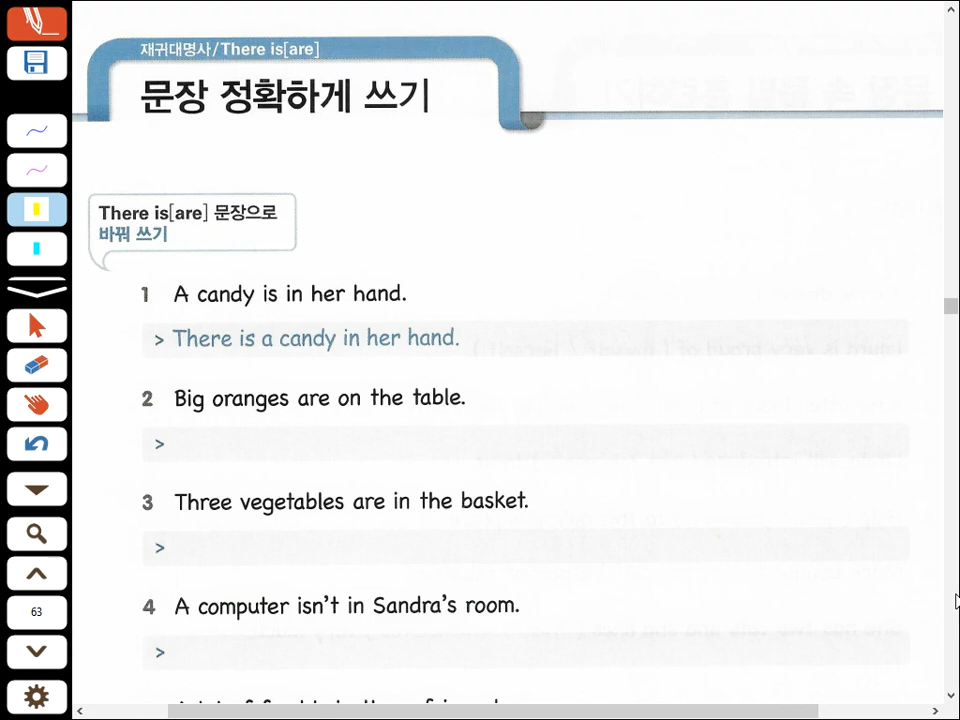 재귀대명사/There is[are]
문장 정확하게 쓰기
There is[are] 문장으로
바꿔 쓰기
1 A candy is in her hand.
> There is a candy in her hand.
2 Big oranges are on the table.
>
3 Three vegetables are in the basket.
>
4 A computer isn't in Sandra's room.
>
63